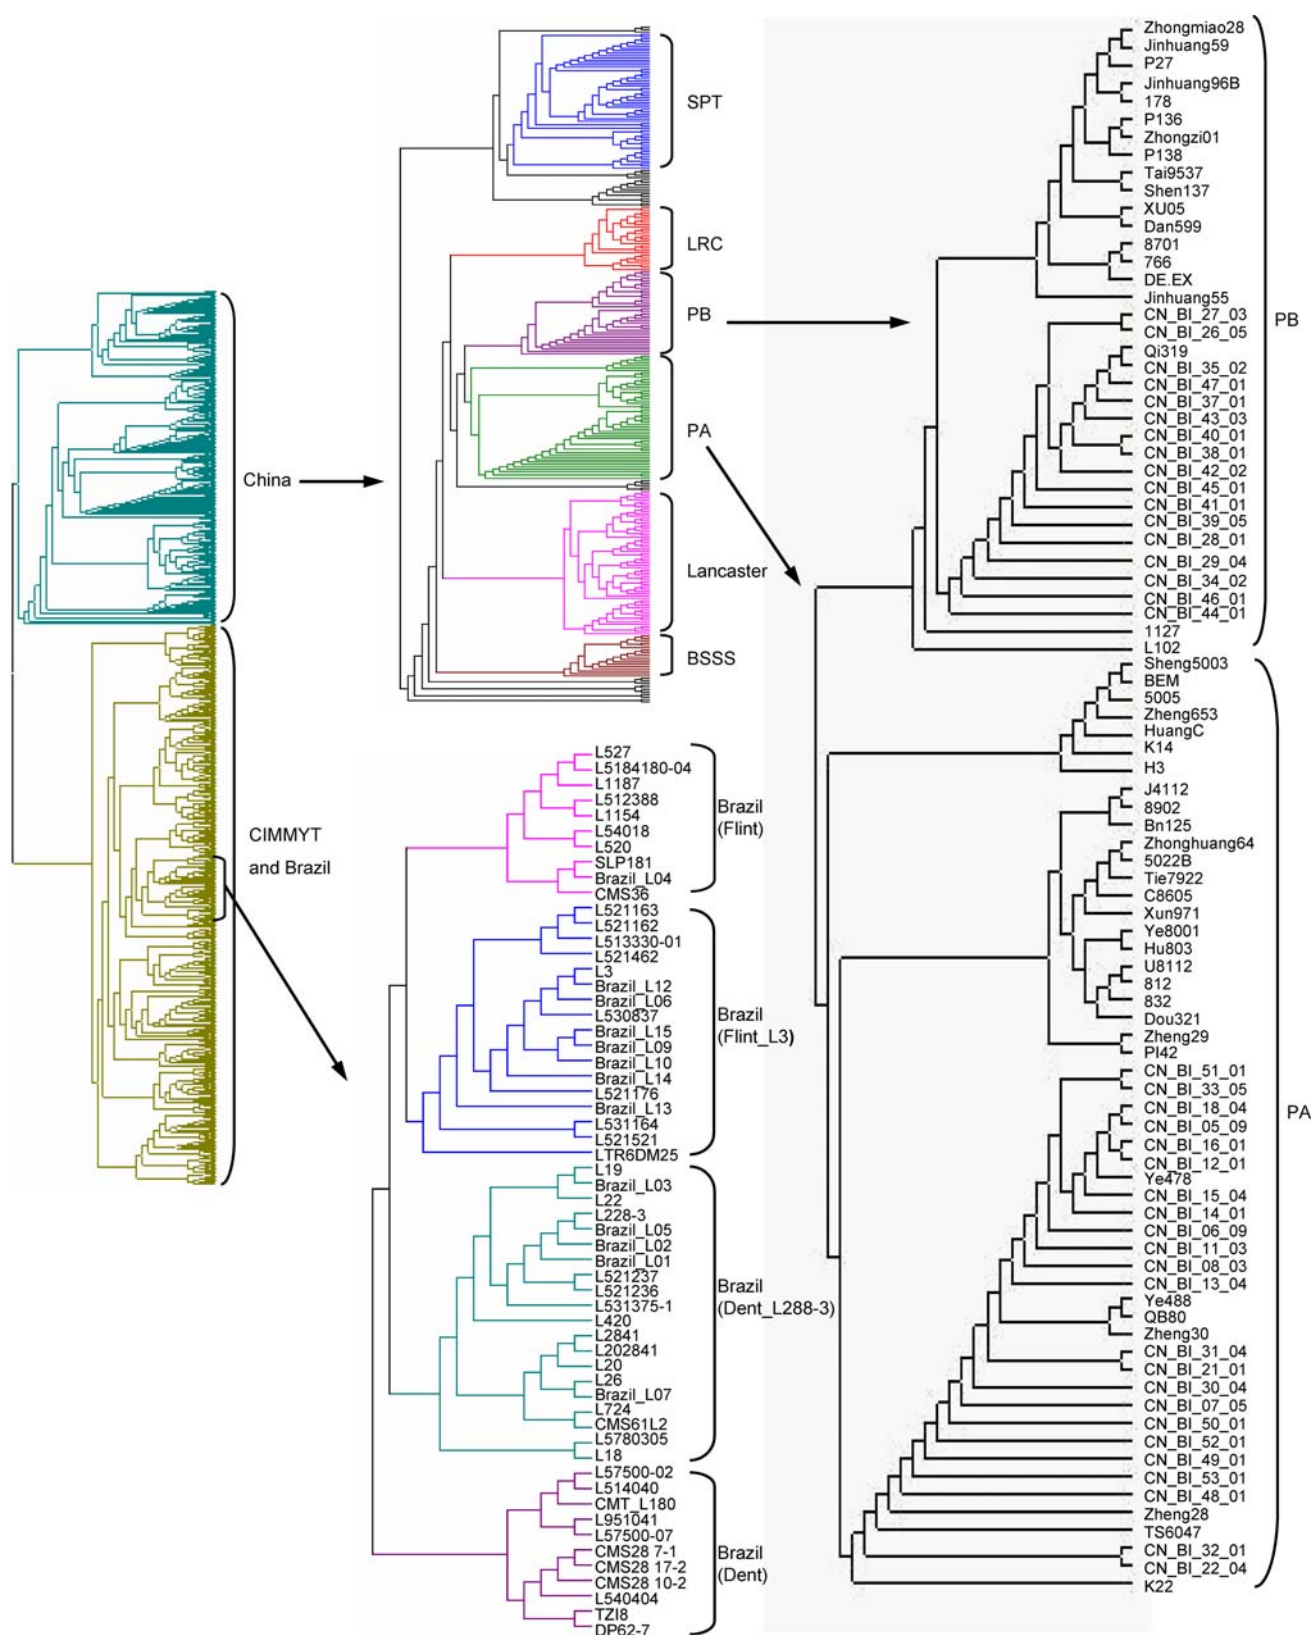 China
CIMMYT
and Brazil
SPT
LRC
PB
PA
Lancaster
BSSS
L527
L5184180-04
L1187
L512388
L1154
L54018
L520
SLP181
Brazil_L04
CMS36
Brazil
(Flint)
L521163
L521162
L513330-01
L521462
L3
Brazil_L12
Brazil_L06
L530837
Brazil_L15
Brazil_L09
Brazil_L10
Brazil_L14
L521176
Brazil_L13
L531164
L521521
LTR6DM25
Brazil
(Flint_L3)
L19
Brazil_L03
L22
L228-3
Brazil_L05
Brazil_L02
Brazil_L01
L521237
L521236
L531375-1
L420
L2841
L202841
L20
L26
Brazil_L07
L724
CMS61L2
L5780305
L18
Brazil
(Dent_L288-3)
L57500-02
L514040
CMT_L180
L951041
L57500-07
CMS28 7-1
CMS28 17-2
CMS28 10-2
L540404
TZI8
DP62-7
Brazil
(Dent)
Zhongmiao28
Jinhuang59
P27
Jinhuang96B
178
P136
Zhongzi01
P138
Tai9537
Shen137
XU05
Dan599
8701
766
DE.EX
Jinhuang55
CN_BI_27_03
CN_BI_26_05
Qi319
CN_BI_35_02
CN_BI_47_01
CN_BI_37_01
CN_BI_43_03
CN_BI_40_01
CN_BI_38_01
CN_BI_42_02
CN_BI_45_01
CN_BI_41_01
CN_BI_39_05
CN_BI_28_01
CN_BI_29_04
CN_BI_34_02
CN_BI_46_01
CN_BI_44_01
1127
L102
PB
Sheng5003
BEM
5005
Zheng653
HuangC
K14
H3
J4112
8902
Bn125
Zhonghuang64
5022B
Tie7922
C8605
Xun971
Ye8001
Hu803
U8112
812
832
Dou321
Zheng29
PI42
CN_BI_51_01
CN_BI_33_05
CN_BI_18_04
CN_BI_05_09
CN_BI_16_01
CN_BI_12_01
Ye478
CN_BI_15_04
CN_BI_14_01
CN_BI_06_09
CN_BI_11_03
CN_BI_08_03
CN_BI_13_04
Ye488
QB80
Zheng30
CN_BI_31_04
CN_BI_21_01
CN_BI_30_04
CN_BI_07_05
CN_BI_50_01
CN_BI_52_01
CN_BI_49_01
CN_BI_53_01
CN_BI_48_01
Zheng28
TS6047
CN_BI_32_01
CN_BI_22_04
K22
PA